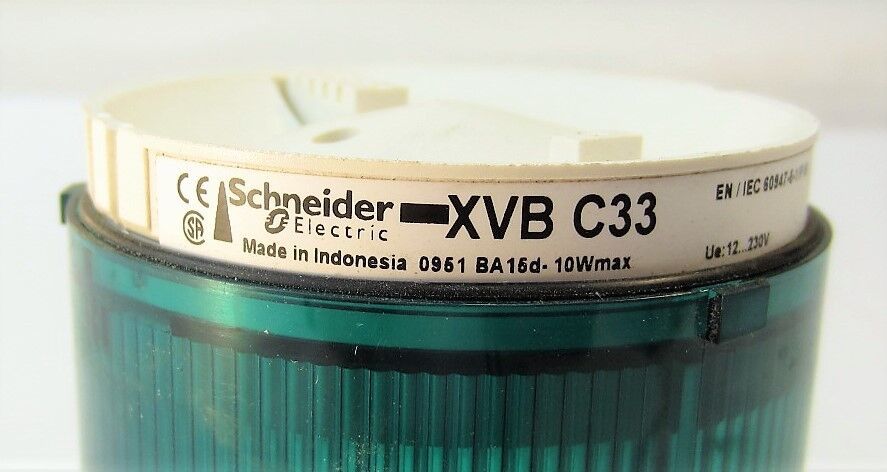 CE Schneider Electric XVB C33
SA
Made in Indonesia 0951 BA15d- 10Wmax
EN / IEC 60947-5-1
Ue:12...230V